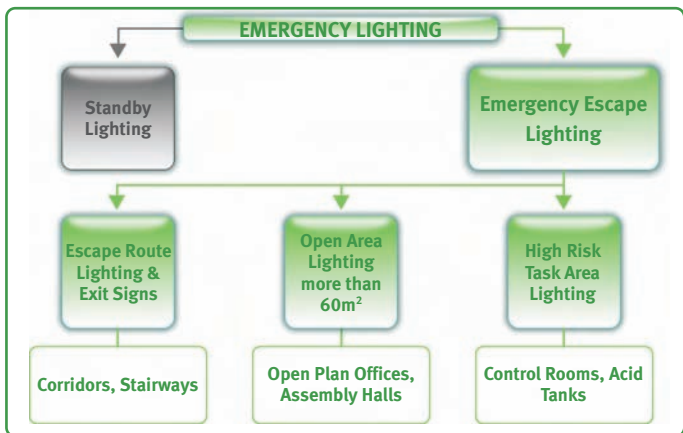 EMERGENCY LIGHTING
Standby
Lighting
Emergency Escape
Lighting
Escape Route
Lighting &
Exit Signs
Open Area
Lighting
more than
60m²
High Risk
Task Area
Lighting
Corridors, Stairways
Open Plan Offices,
Assembly Halls
Control Rooms, Acid
Tanks